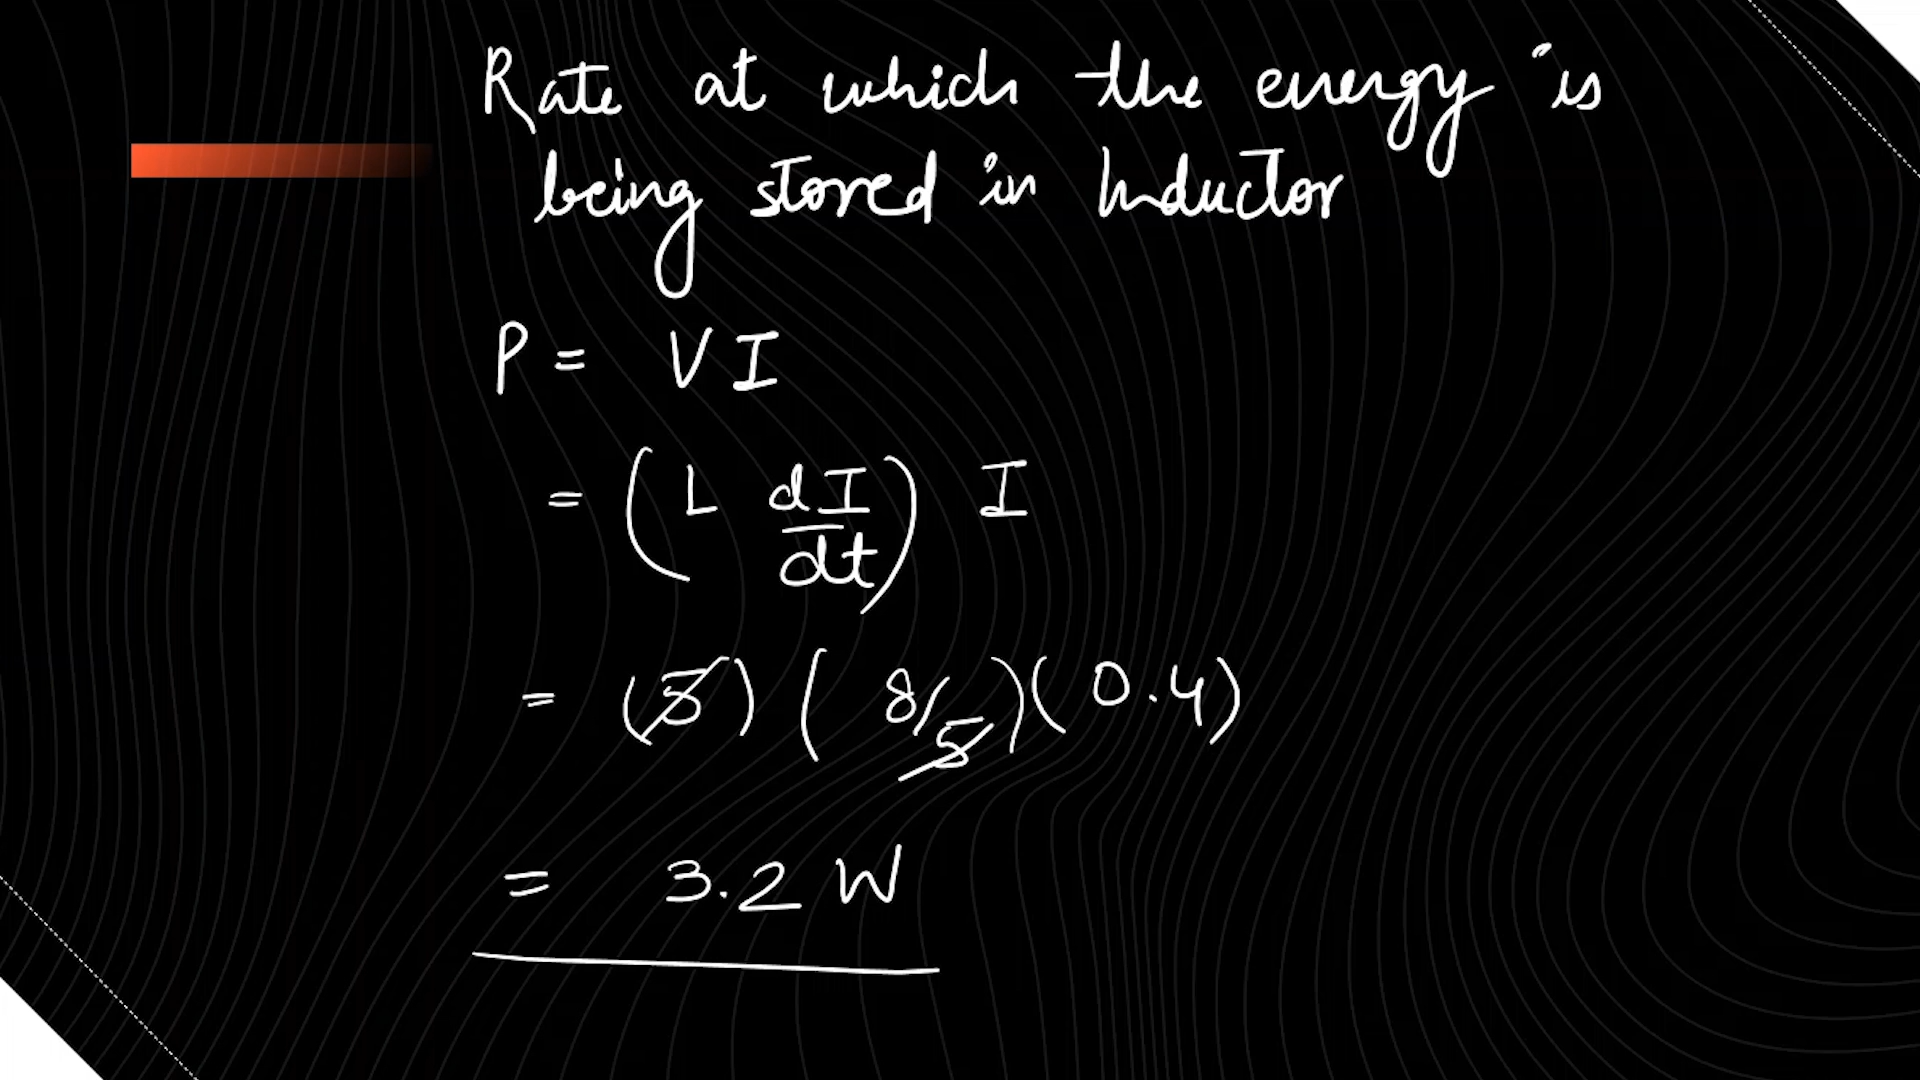 Rate at which the energy is
being stored in Inductor
P = V I
= ( L dI/dt ) I
= (5) ( 8/5 ) ( 0.4 )
= 3.2 W